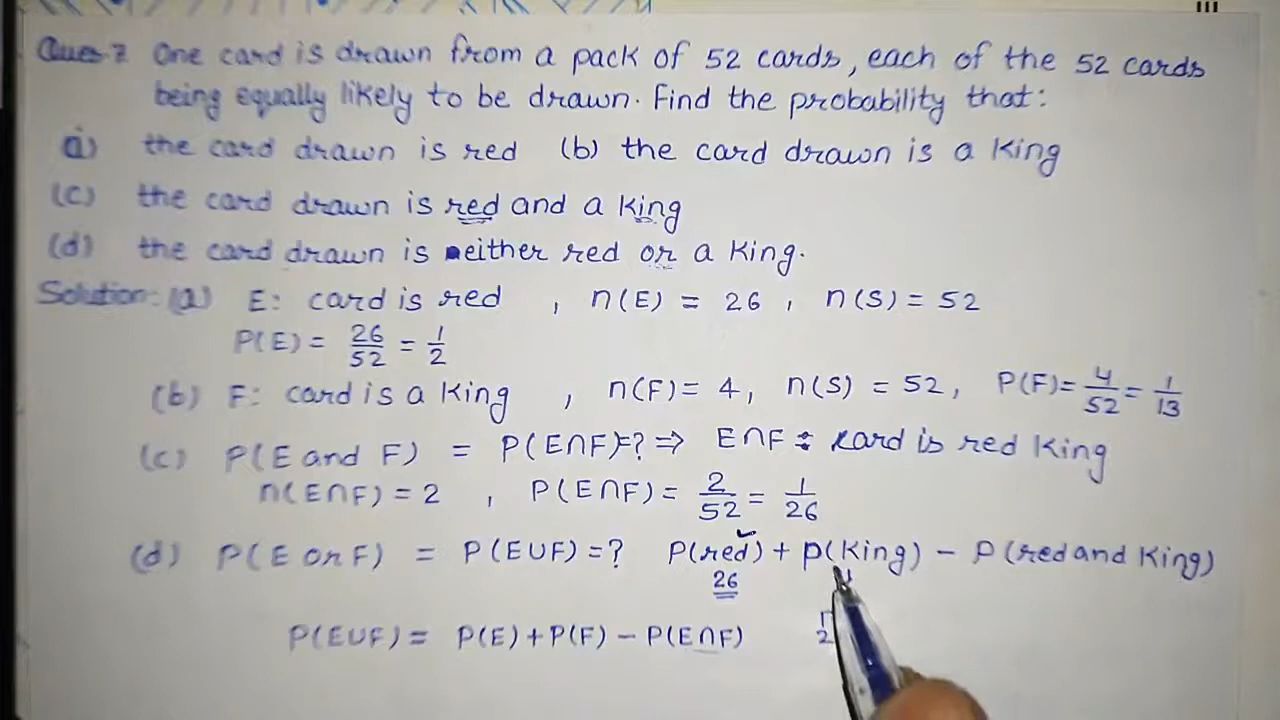 Ques 7 One card is drawn from a pack of 52 cards, each of the 52 cards
being equally likely to be drawn. Find the probability that:
a) the card drawn is red (b) the card drawn is a King
(c) the card drawn is red and a King
(d) the card drawn is either red or a King.
Solution: (a) E: card is red , n(E) = 26 , n(S) = 52
P(E) = 26/52 = 1/2
(b) F: card is a King , n(F) = 4, n(S) = 52, P(F) = 4/52 = 1/13
(c) P(E and F) = P(E∩F)=? ⇒ E∩F : card is red King
n(E∩F) = 2 , P(E∩F) = 2/52 = 1/26
(d) P(E or F) = P(E∪F) = ? P(red) + P(King) − P(red and King)
26
P(E∪F) = P(E) + P(F) − P(E∩F)